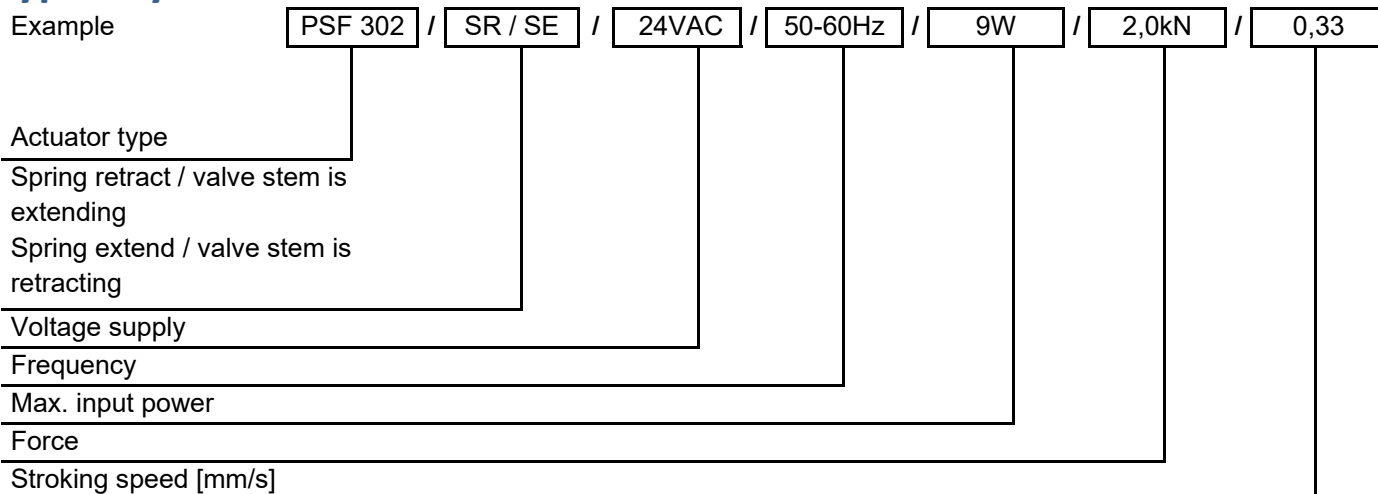 Example PSF 302 / SR / SE / 24VAC / 50-60Hz / 9W / 2,0kN / 0,33
Actuator type
Spring retract / valve stem is
extending
Spring extend / valve stem is
retracting
Voltage supply
Frequency
Max. input power
Force
Stroking speed [mm/s]